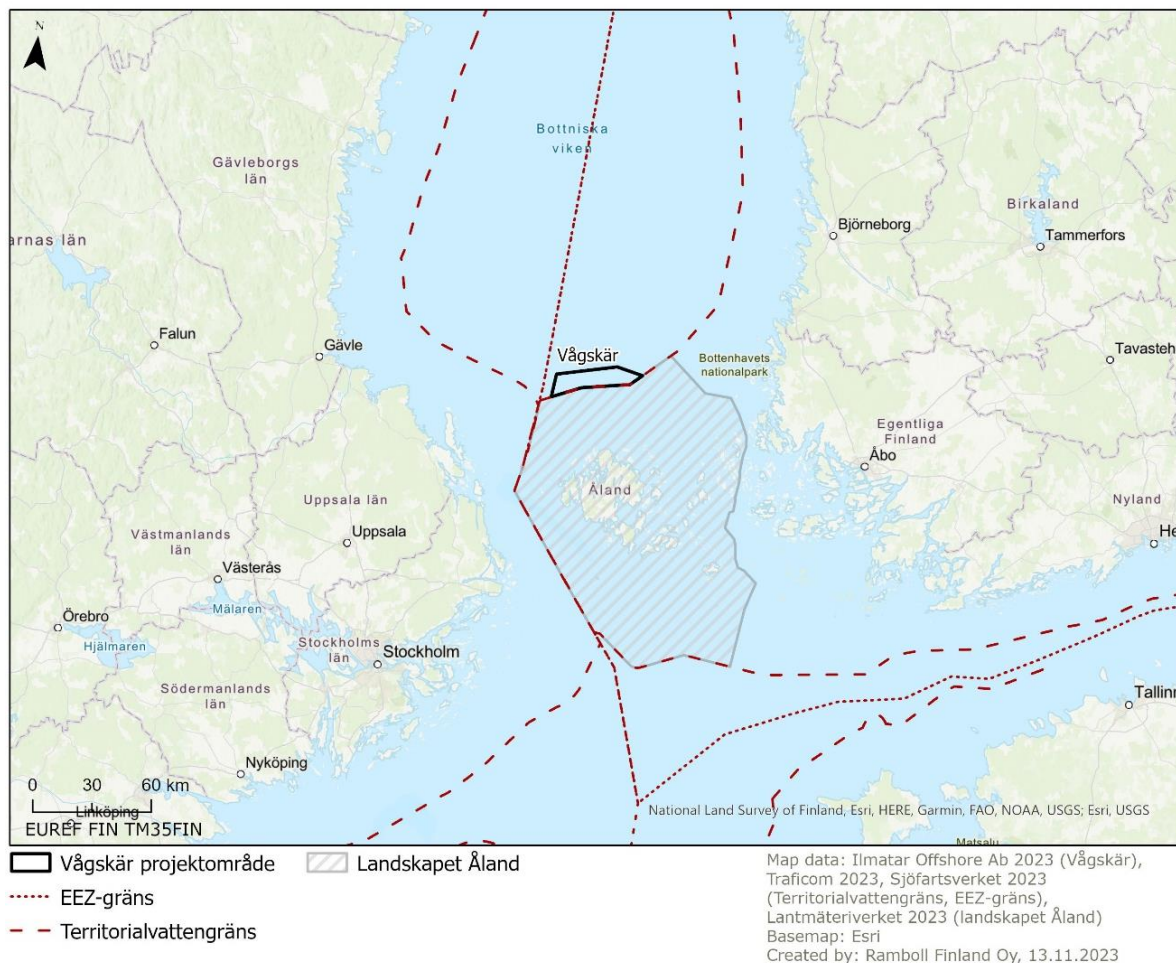 N
Bottniska
viken
Gävleborgs
län
Birkaland
Björneborg
Tammerfors
arnas län
Falun
Gävle
Vågskär
Bottenhavets
nationalpark
Tavasteh
Egentliga
Finland
Åbo
Åland
Nyland
He
Uppsala län
Uppsala
Västmanlands
län
Västerås
Mälaren
Örebro
Hjälmaren
Stockholms
län
Stockholm
Södermanlands
län
Tallinn
Nyköping
0 30 60 km
Linköping
EUREF FIN TM35FIN
National Land Survey of Finland, Esri, HERE, Garmin, FAO, NOAA, USGS; Esri, USGS
Matsalu
Vågskär projektområde
Landskapet Åland
EEZ-gräns
Territorialvattengräns
Map data: Ilmatar Offshore Ab 2023 (Vågskär),
Traficom 2023, Sjöfartsverket 2023
(Territorialvattengräns, EEZ-gräns),
Lantmäteriverket 2023 (landskapet Åland)
Basemap: Esri
Created by: Ramboll Finland Oy, 13.11.2023